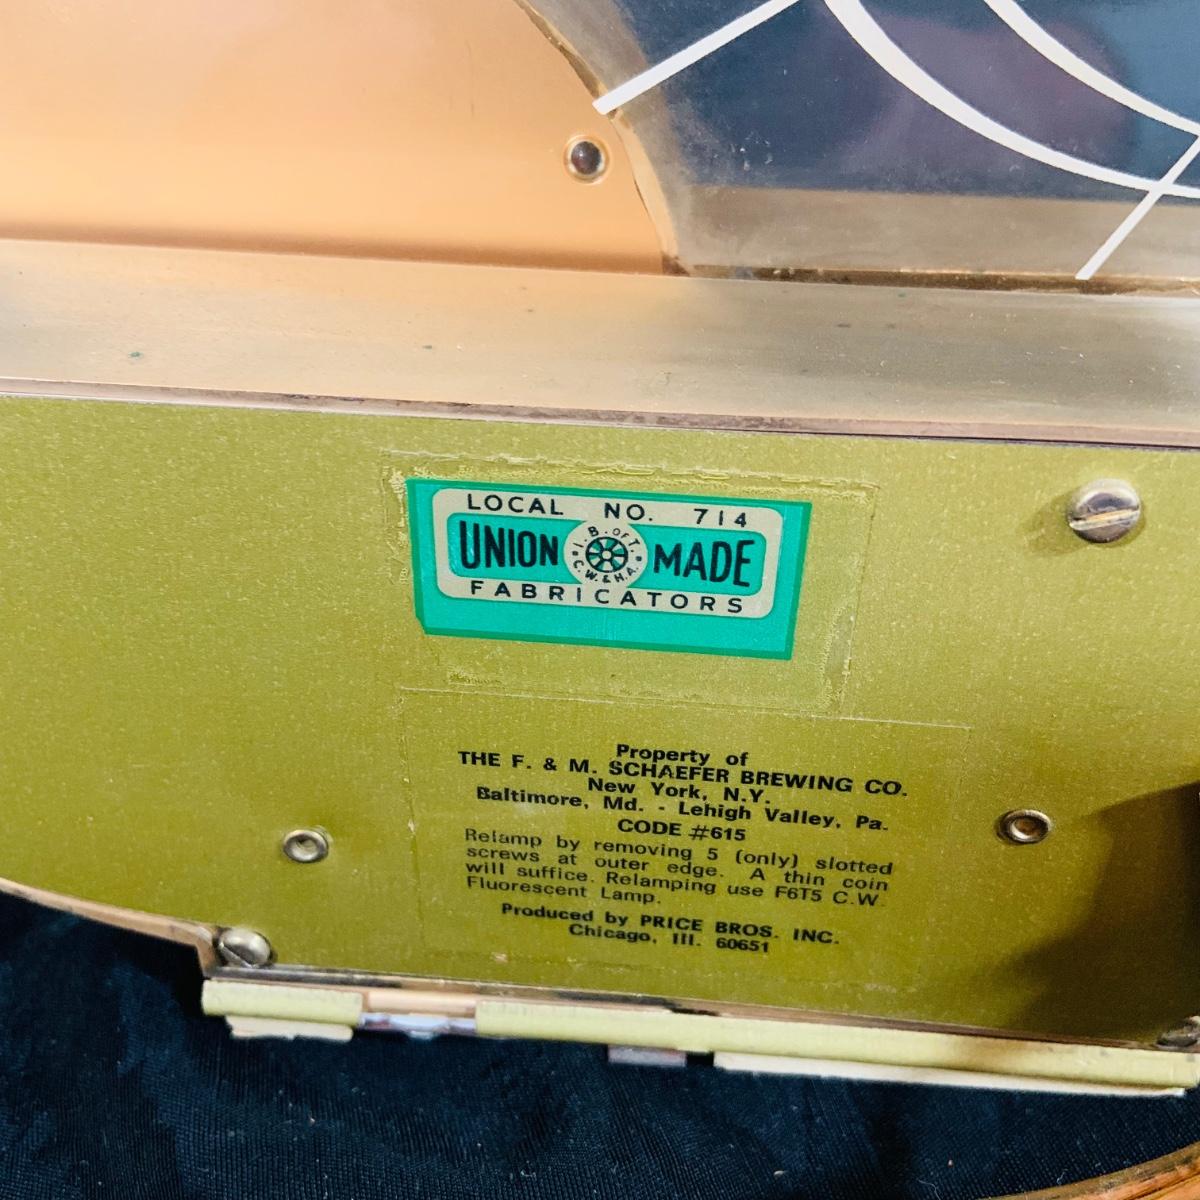 LOCAL NO. 714
UNION MADE
I. B. OF T.
C. W. & H. A.
FABRICATORS
Property of
THE F. & M. SCHAEFER BREWING CO.
New York, N.Y.
Baltimore, Md. - Lehigh Valley, Pa.
CODE #615
Relamp by removing 5 (only) slotted
screws at outer edge. A thin coin
will suffice. Relamping use F6T5 C.W.
Fluorescent Lamp.
Produced by PRICE BROS. INC.
Chicago, Ill. 60651